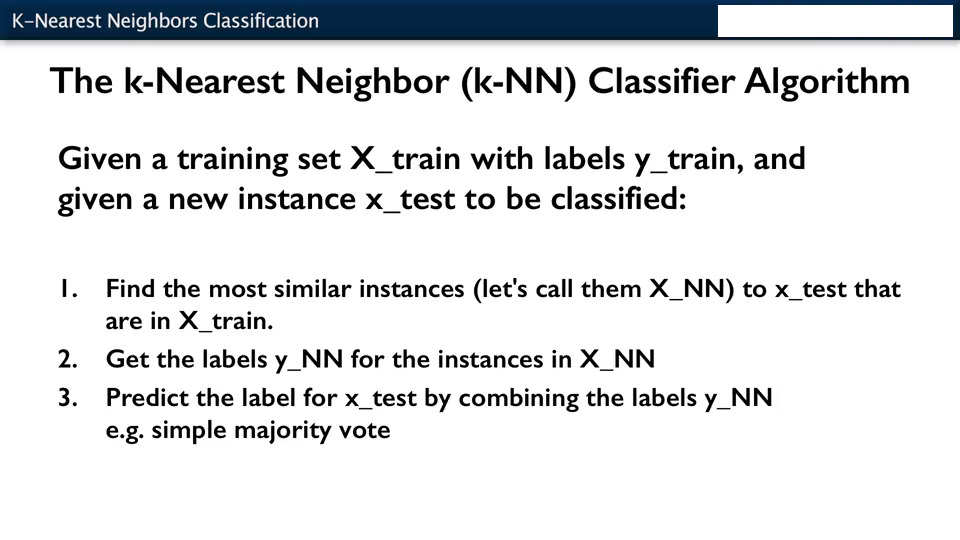 K-Nearest Neighbors Classification
The k-Nearest Neighbor (k-NN) Classifier Algorithm
Given a training set X_train with labels y_train, and
given a new instance x_test to be classified:
1. Find the most similar instances (let's call them X_NN) to x_test that
are in X_train.
2. Get the labels y_NN for the instances in X_NN
3. Predict the label for x_test by combining the labels y_NN
e.g. simple majority vote